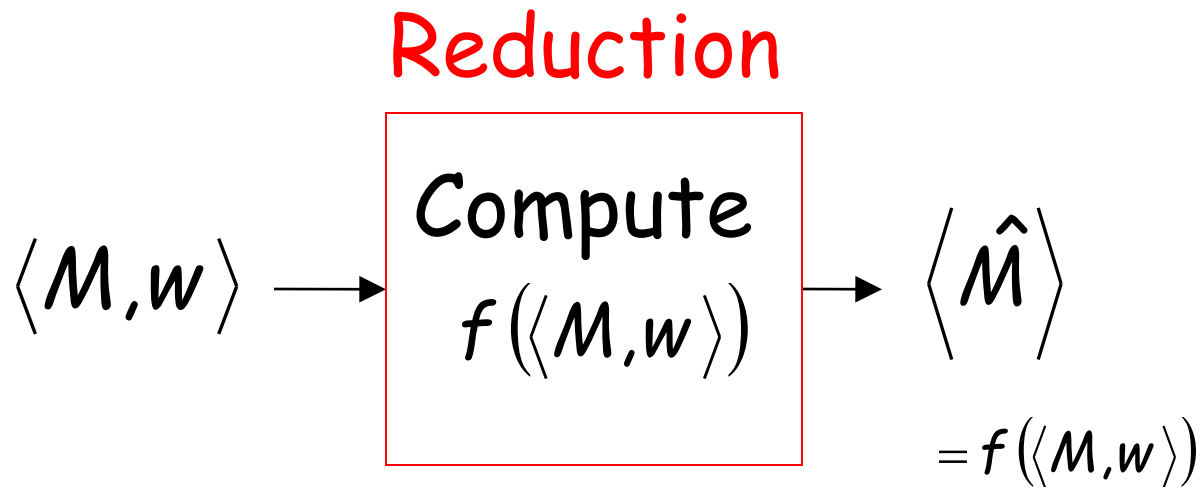 Reduction
Compute
⟨M,w⟩
f(⟨M,w⟩)
⟨M̂⟩
= f(⟨M,w⟩)